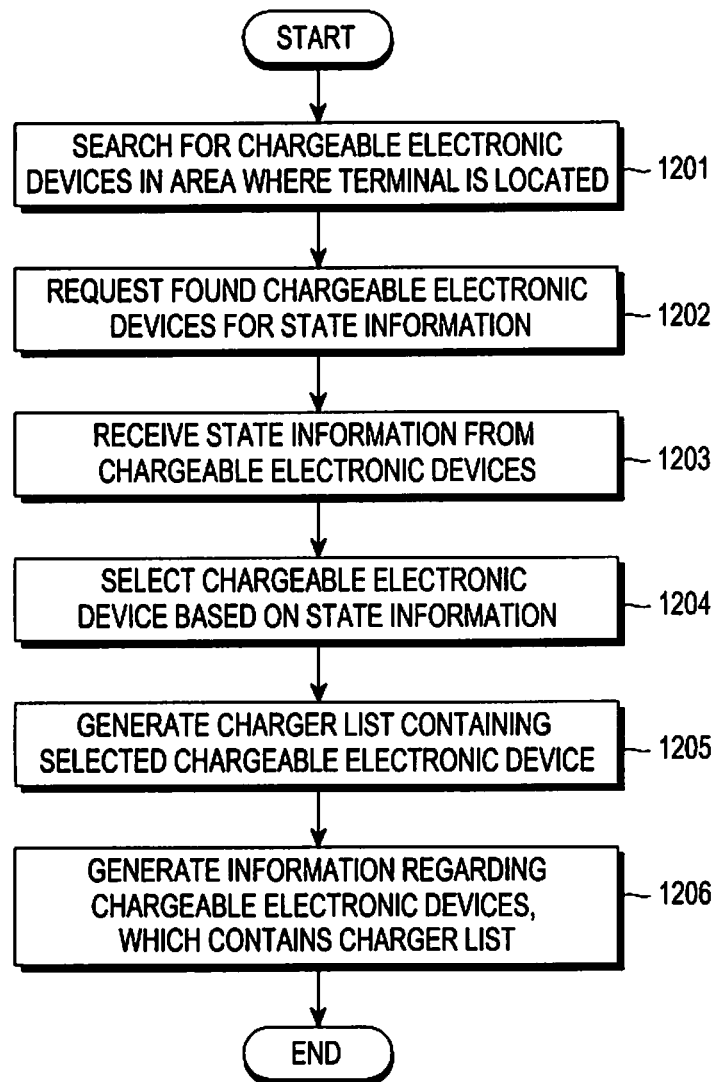 START
SEARCH FOR CHARGEABLE ELECTRONIC
DEVICES IN AREA WHERE TERMINAL IS LOCATED
1201
REQUEST FOUND CHARGEABLE ELECTRONIC
DEVICES FOR STATE INFORMATION
1202
RECEIVE STATE INFORMATION FROM
CHARGEABLE ELECTRONIC DEVICES
1203
SELECT CHARGEABLE ELECTRONIC
DEVICE BASED ON STATE INFORMATION
1204
GENERATE CHARGER LIST CONTAINING
SELECTED CHARGEABLE ELECTRONIC DEVICE
1205
GENERATE INFORMATION REGARDING
CHARGEABLE ELECTRONIC DEVICES,
WHICH CONTAINS CHARGER LIST
1206
END